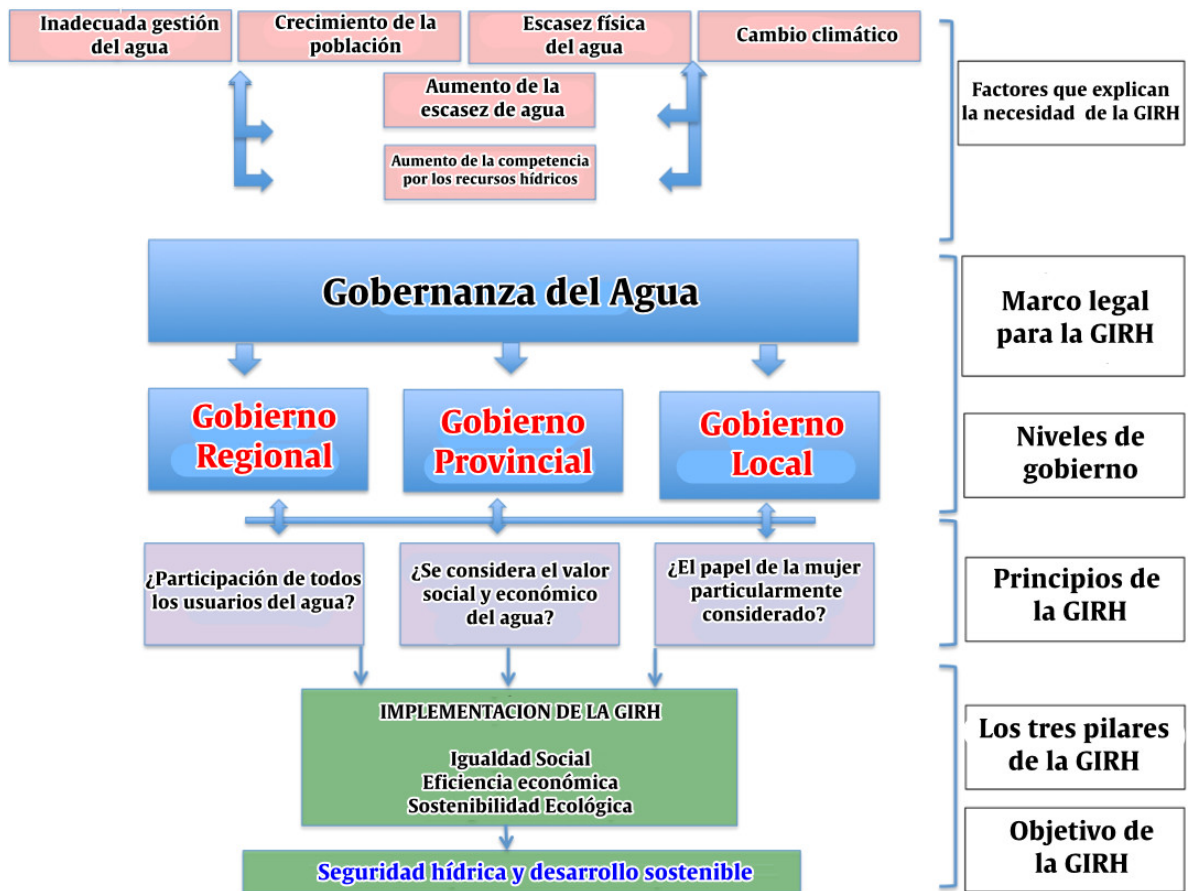 Inadecuada gestión
del agua
Crecimiento de la
población
Escasez física
del agua
Cambio climático
Aumento de la
escasez de agua
Aumento de la competencia
por los recursos hídricos
Factores que explican
la necesidad de la GIRH
Gobernanza del Agua
Marco legal
para la GIRH
Gobierno
Regional
Gobierno
Provincial
Gobierno
Local
Niveles de
gobierno
¿Participación de todos
los usuarios del agua?
¿Se considera el valor
social y económico
del agua?
¿El papel de la mujer
particularmente
considerado?
Principios de
la GIRH
IMPLEMENTACION DE LA GIRH
Igualdad Social
Eficiencia económica
Sostenibilidad Ecológica
Los tres pilares
de la GIRH
Seguridad hídrica y desarrollo sostenible
Objetivo de
la GIRH